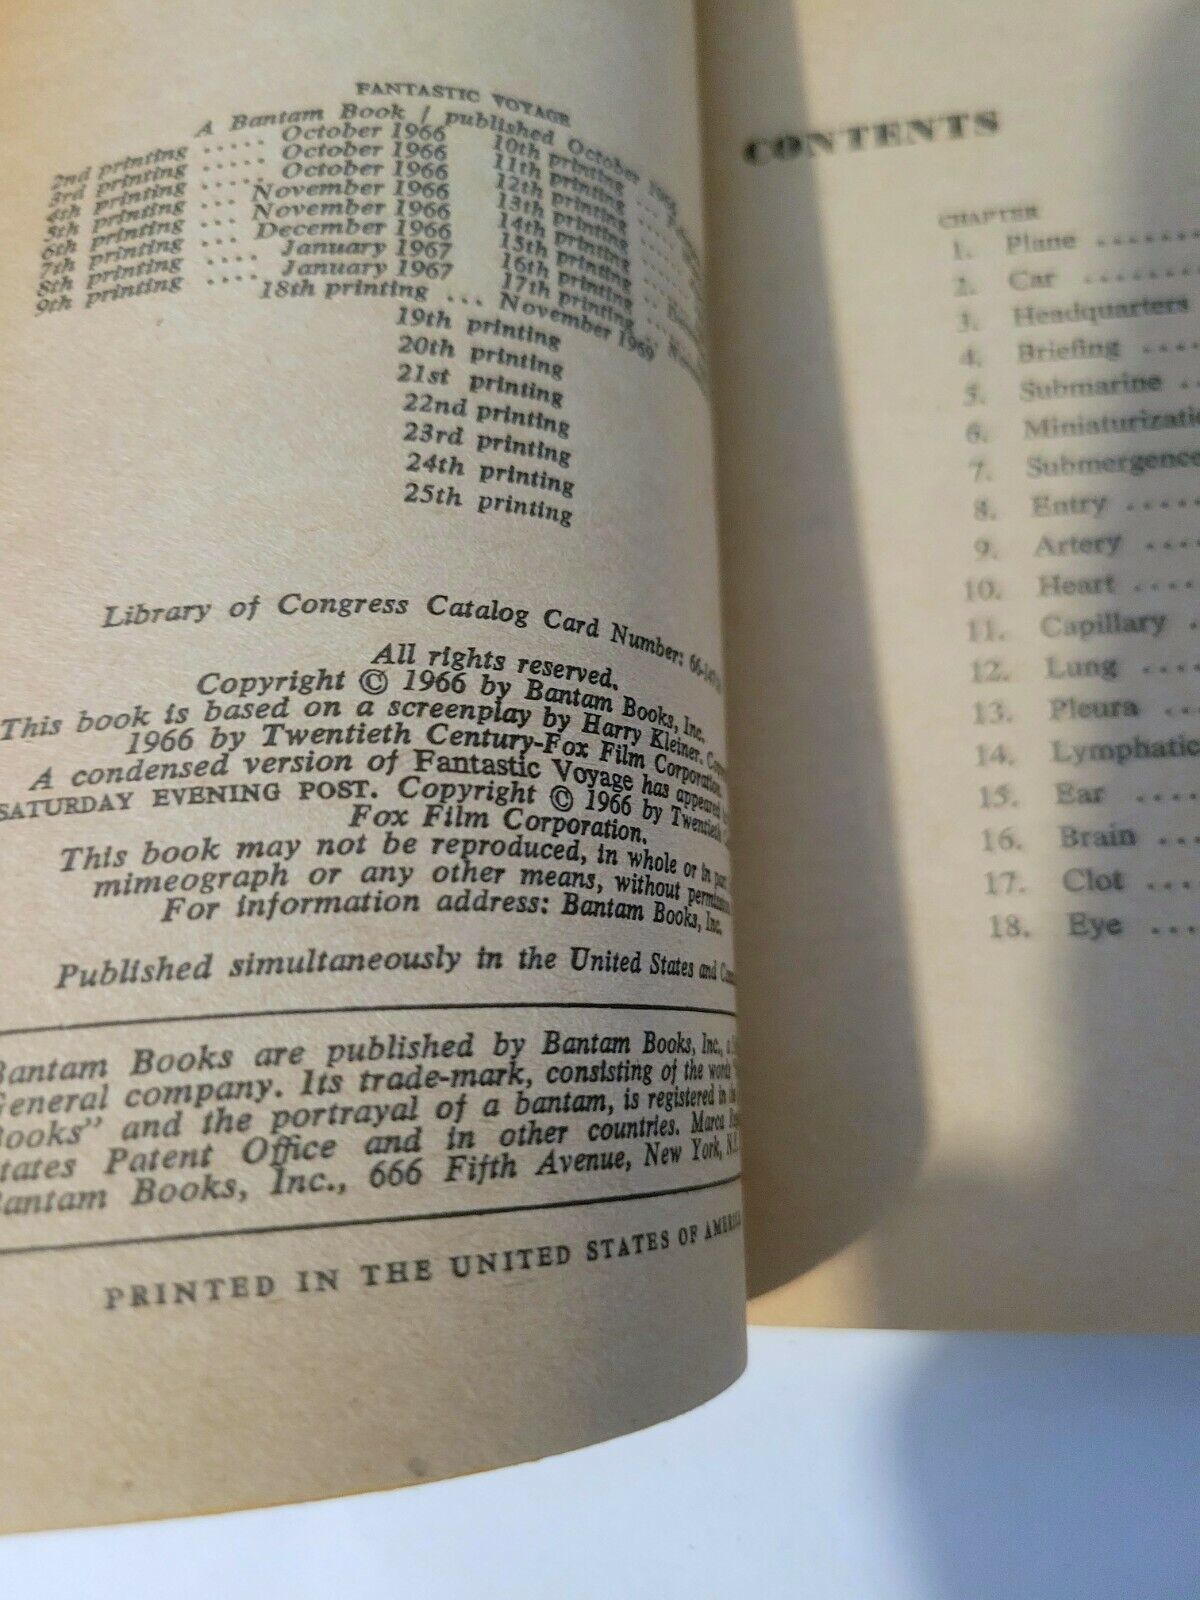 FANTASTIC VOYAGE
A Bantam Book / published October 1966
2nd printing ..... October 1966
3rd printing ..... October 1966
4th printing ..... October 1966
5th printing ... November 1966
6th printing ... November 1966
7th printing ... December 1966
8th printing .... January 1967
9th printing .... January 1967
10th printing
11th printing
12th printing
13th printing
14th printing
15th printing
16th printing
17th printing
18th printing ... November 1969
19th printing
20th printing
21st printing
22nd printing
23rd printing
24th printing
25th printing
Library of Congress Catalog Card Number:
All rights reserved.
Copyright © 1966 by Bantam Books, Inc.
This book is based on a screenplay by Harry Kleiner.
1966 by Twentieth Century-Fox Film Corporation.
A condensed version of Fantastic Voyage has appeared
SATURDAY EVENING POST. Copyright © 1966 by Twentieth
Fox Film Corporation.
This book may not be reproduced, in whole or in part,
mimeograph or any other means, without
For information address: Bantam Books, Inc.
Published simultaneously in the United States and
Bantam Books are published by Bantam Books, Inc., a
General company. Its trade-mark, consisting of the words
Books" and the portrayal of a bantam, is registered in the
States Patent Office and in other countries. Marca
Bantam Books, Inc., 666 Fifth Avenue, New York, N.Y.
PRINTED IN THE UNITED STATES OF AMERICA
CONTENTS
CHAPTER
1. Plane
2. Car
3. Headquarters
4. Briefing
5. Submarine
6. Miniaturizati
7. Submergence
8. Entry
9. Artery
10. Heart
11. Capillary
12. Lung
13. Pleura
14. Lymphatic
15. Ear
16. Brain
17. Clot
18. Eye